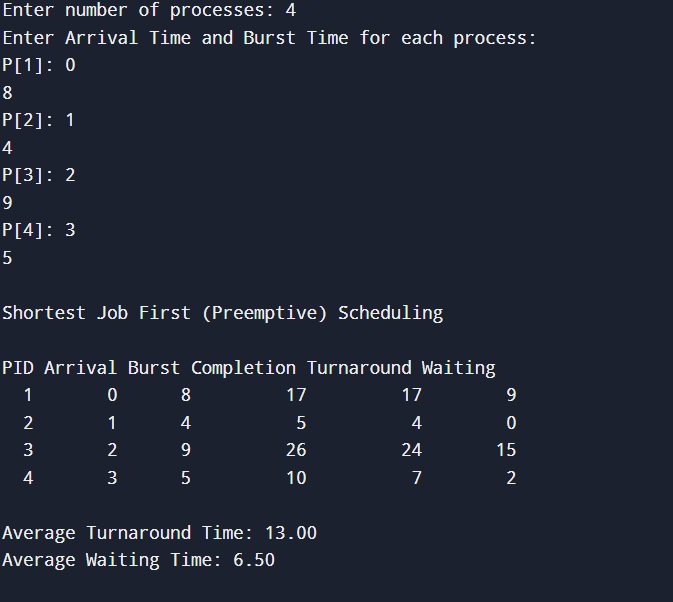 Enter number of processes: 4
Enter Arrival Time and Burst Time for each process:
P[1]: 0
8
P[2]: 1
4
P[3]: 2
9
P[4]: 3
5
Shortest Job First (Preemptive) Scheduling
PID Arrival Burst Completion Turnaround Waiting
1 0 8 17 17 9
2 1 4 5 4 0
3 2 9 26 24 15
4 3 5 10 7 2
Average Turnaround Time: 13.00
Average Waiting Time: 6.50